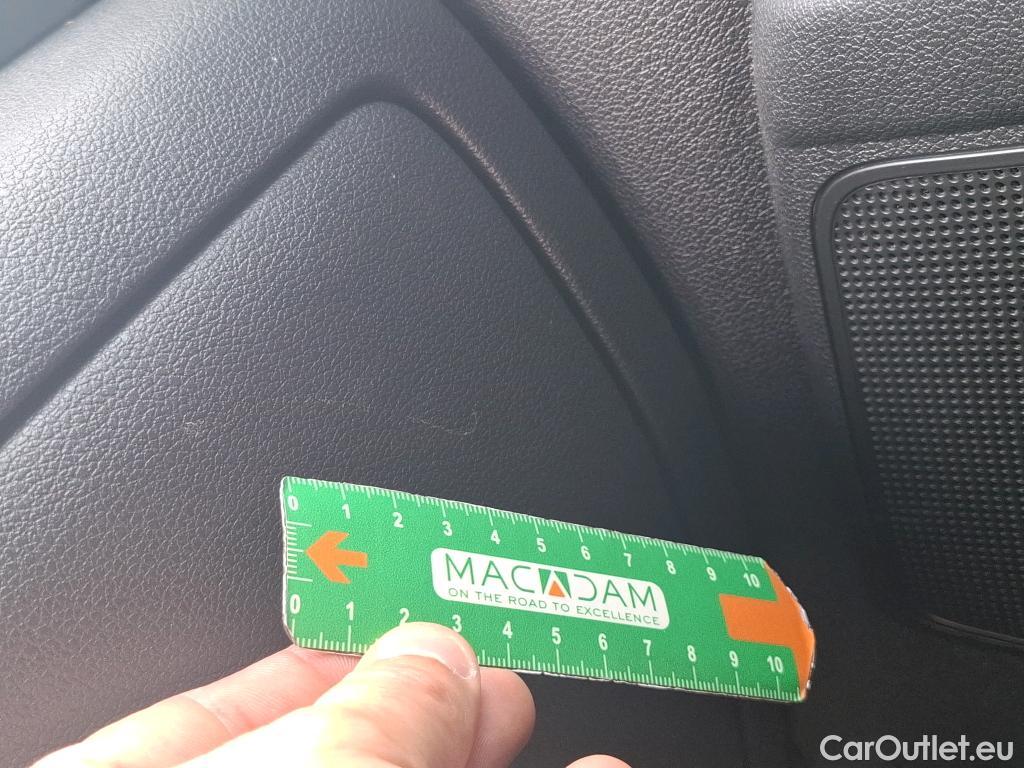 0 1 2 3 4 5 6 7 8 9 10
MACADAM
ON THE ROAD TO EXCELLENCE
0 1 2 3 4 5 6 7 8 9 10
CarOutlet.eu